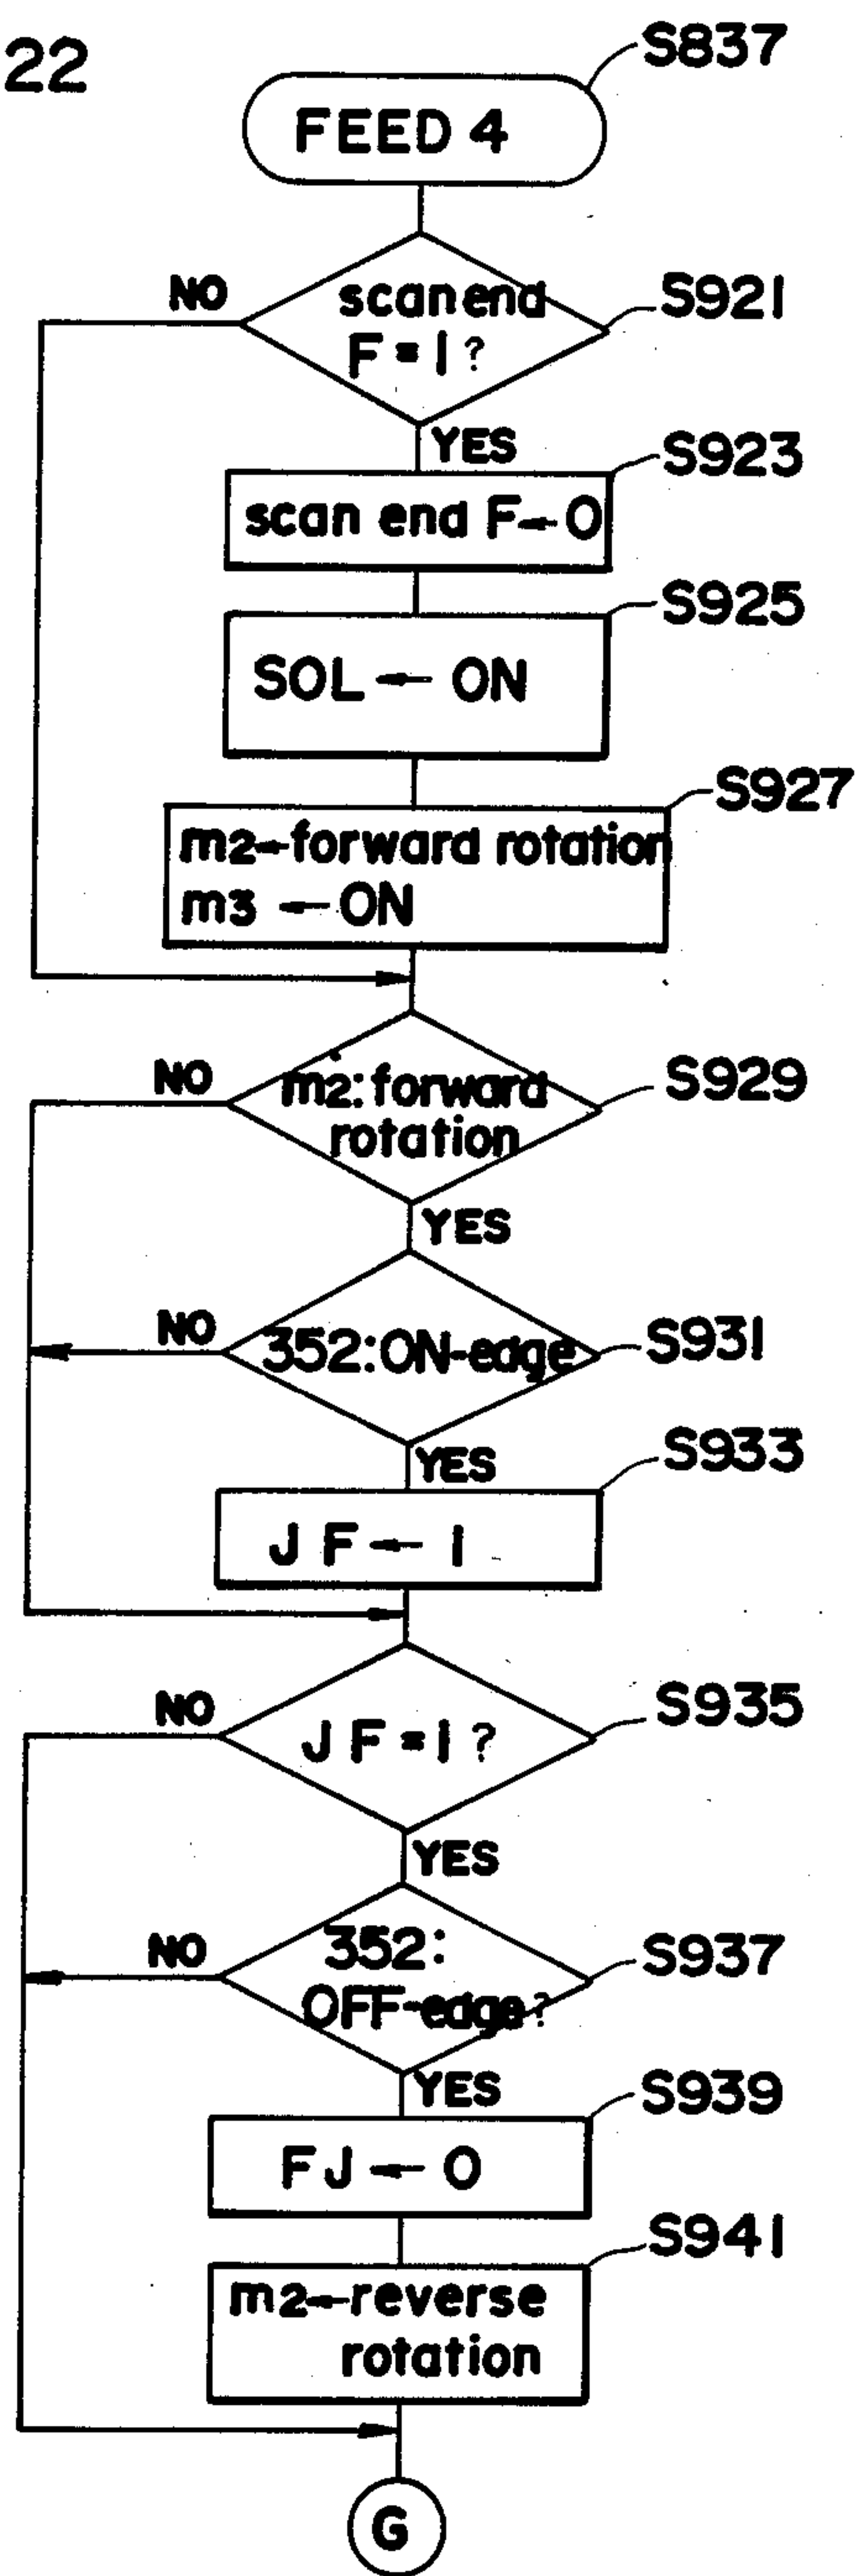 22
S837
FEED 4
S921
NO
scan end
F=1?
YES
S923
scan end F←0
S925
SOL ← ON
S927
m2←forward rotation
m3 ← ON
S929
NO
m2:forward
rotation
YES
S931
NO
352:ON-edge
YES
S933
JF←1
S935
NO
JF=1?
YES
S937
NO
352:
OFF-edge?
YES
S939
FJ←0
S941
m2←reverse
rotation
G